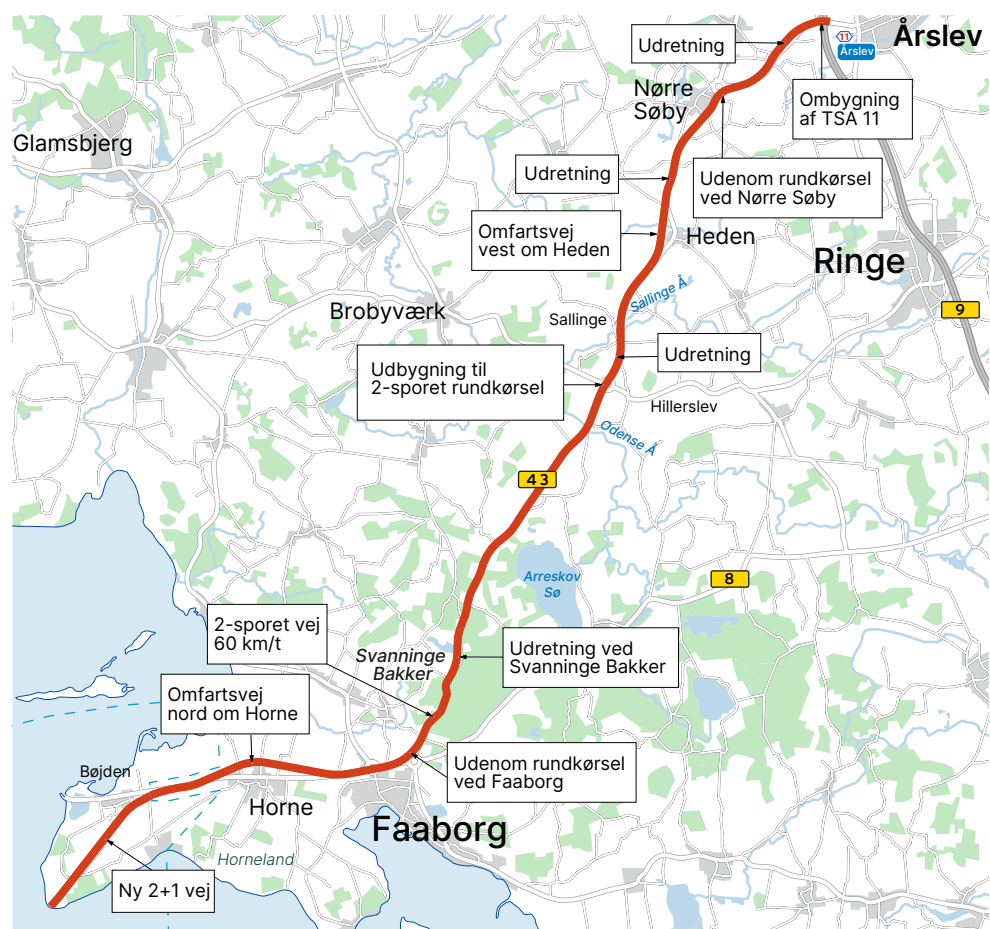 Årslev
11
Årslev
Udretning
Nørre
Søby
Ombygning
af TSA 11
Glamsbjerg
Udretning
Udenom rundkørsel
ved Nørre Søby
Omfartsvej
vest om Heden
Heden
Ringe
Sallinge Å
Brobyværk
Sallinge
9
Udretning
Udbygning til
2-sporet rundkørsel
Hillerslev
Odense Å
43
Arreskov
Sø
8
2-sporet vej
60 km/t
Svanninge
Bakker
Udretning ved
Svanninge Bakker
Omfartsvej
nord om Horne
Udenom rundkørsel
ved Faaborg
Bøjden
Horne
Faaborg
Horneland
Ny 2+1 vej